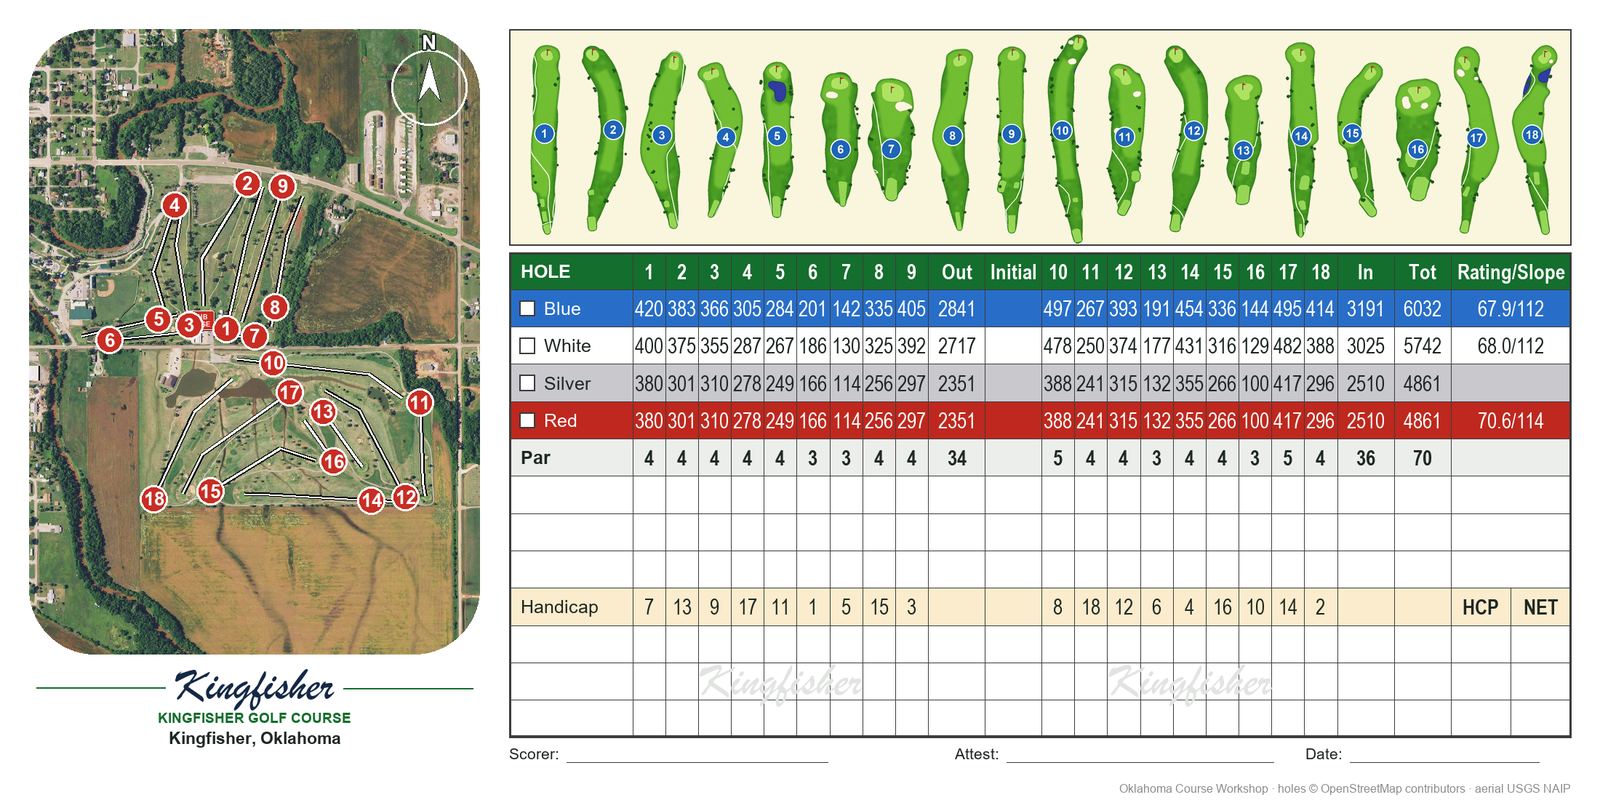 N
2
9
4
8
5
3
1
7
6
10
17
11
13
16
18
15
14
12
Kingfisher
KINGFISHER GOLF COURSE
Kingfisher, Oklahoma
1 2 3 4 5 6 7 8 9 10 11 12 13 14 15 16 17 18
HOLE 1 2 3 4 5 6 7 8 9 Out Initial 10 11 12 13 14 15 16 17 18 In Tot Rating/Slope
Blue 420 383 366 305 284 201 142 335 405 2841 497 267 393 191 454 336 144 495 414 3191 6032 67.9/112
White 400 375 355 287 267 186 130 325 392 2717 478 250 374 177 431 316 129 482 388 3025 5742 68.0/112
Silver 380 301 310 278 249 166 114 256 297 2351 388 241 315 132 355 266 100 417 296 2510 4861
Red 380 301 310 278 249 166 114 256 297 2351 388 241 315 132 355 266 100 417 296 2510 4861 70.6/114
Par 4 4 4 4 4 3 3 4 4 34 5 4 4 3 4 4 3 5 4 36 70
Handicap 7 13 9 17 11 1 5 15 3 8 18 12 6 4 16 10 14 2 HCP NET
Kingfisher Kingfisher
Scorer: Attest: Date:
Oklahoma Course Workshop · holes © OpenStreetMap contributors · aerial USGS NAIP